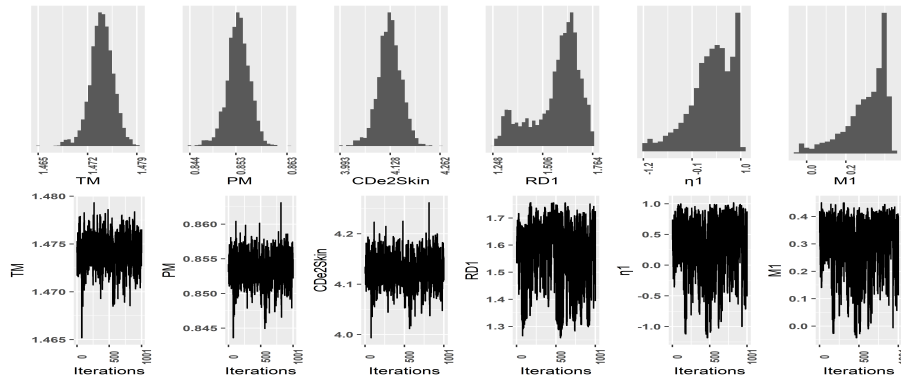 1.465 1.472 1.479
TM
0.844 0.853 0.863
PM
3.993 4.128 4.262
CDe2Skin
1.248 1.506 1.764
RD1
-1.2 -0.1 1.0
η1
0.0 0.2
M1
TM
1.480
1.475
1.470
1.465
0 500 1001
Iterations
PM
0.860
0.855
0.850
0.845
0 500 1001
Iterations
CDe2Skin
4.2
4.1
4.0
0 500 1001
Iterations
RD1
1.7
1.6
1.5
1.4
1.3
0 500 1001
Iterations
η1
1.0
0.5
0.0
-0.5
-1.0
0 500 1001
Iterations
M1
0.4
0.3
0.2
0.1
0.0
0 500 1001
Iterations